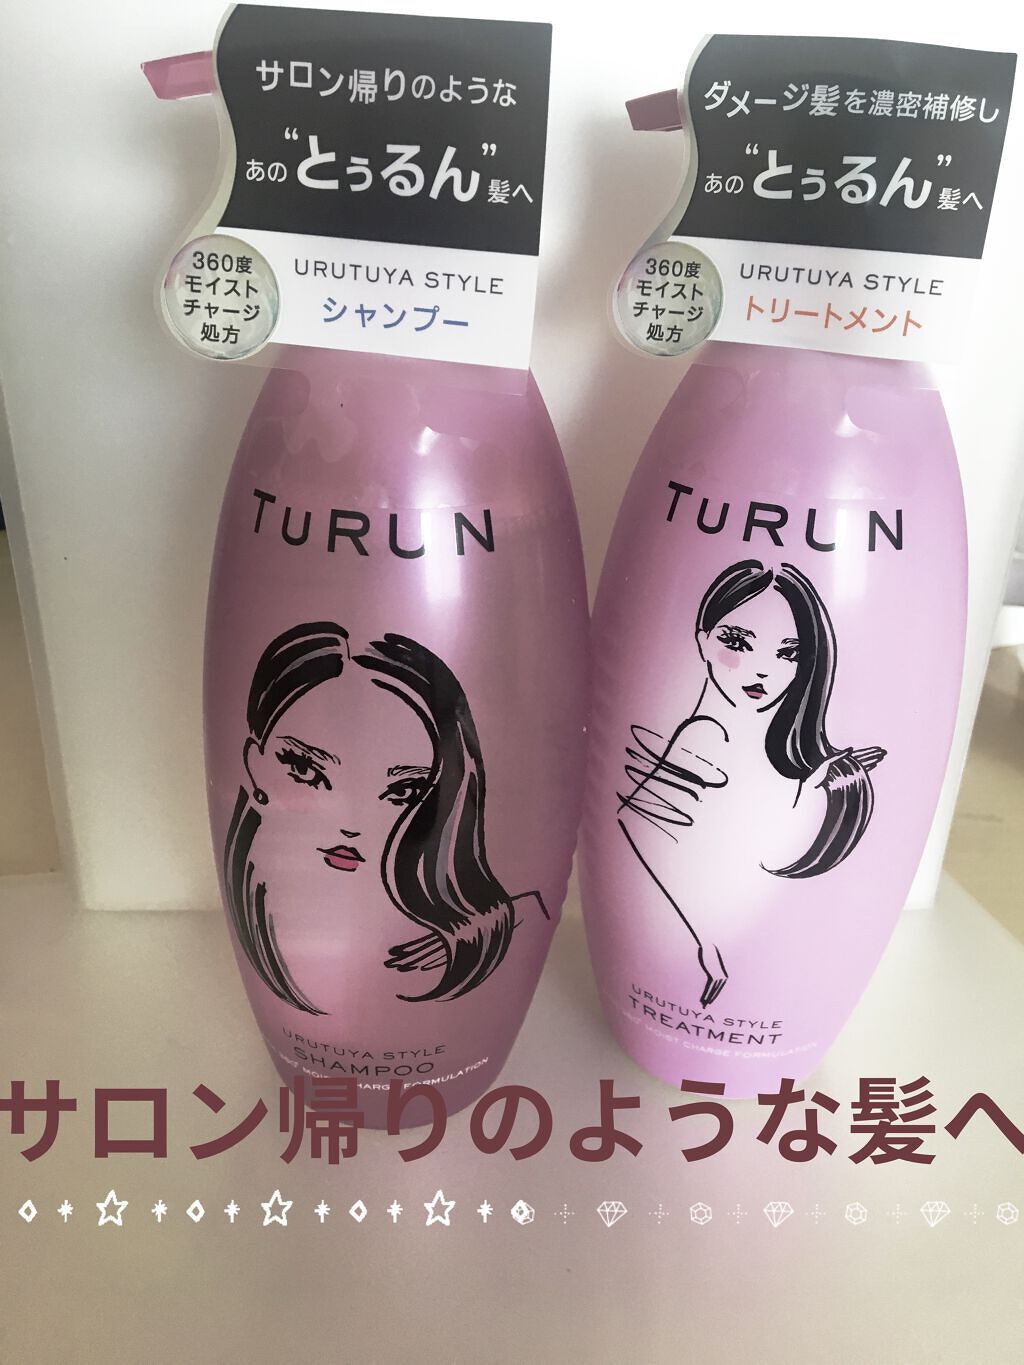 サロン帰りのような
あの“とぅるん”髪へ
360度
モイスト
チャージ
処方
URUTUYA STYLE
シャンプー
TURUN
URUTUYA STYLE
SHAMPOO
CHARGE FORMULATION
ダメージ髪を濃密補修し
あの“とぅるん”髪へ
360度
モイスト
チャージ
処方
URUTUYA STYLE
トリートメント
TURUN
URUTUYA STYLE
TREATMENT
MOIST CHARGE FORMULATION
サロン帰りのような髪へ